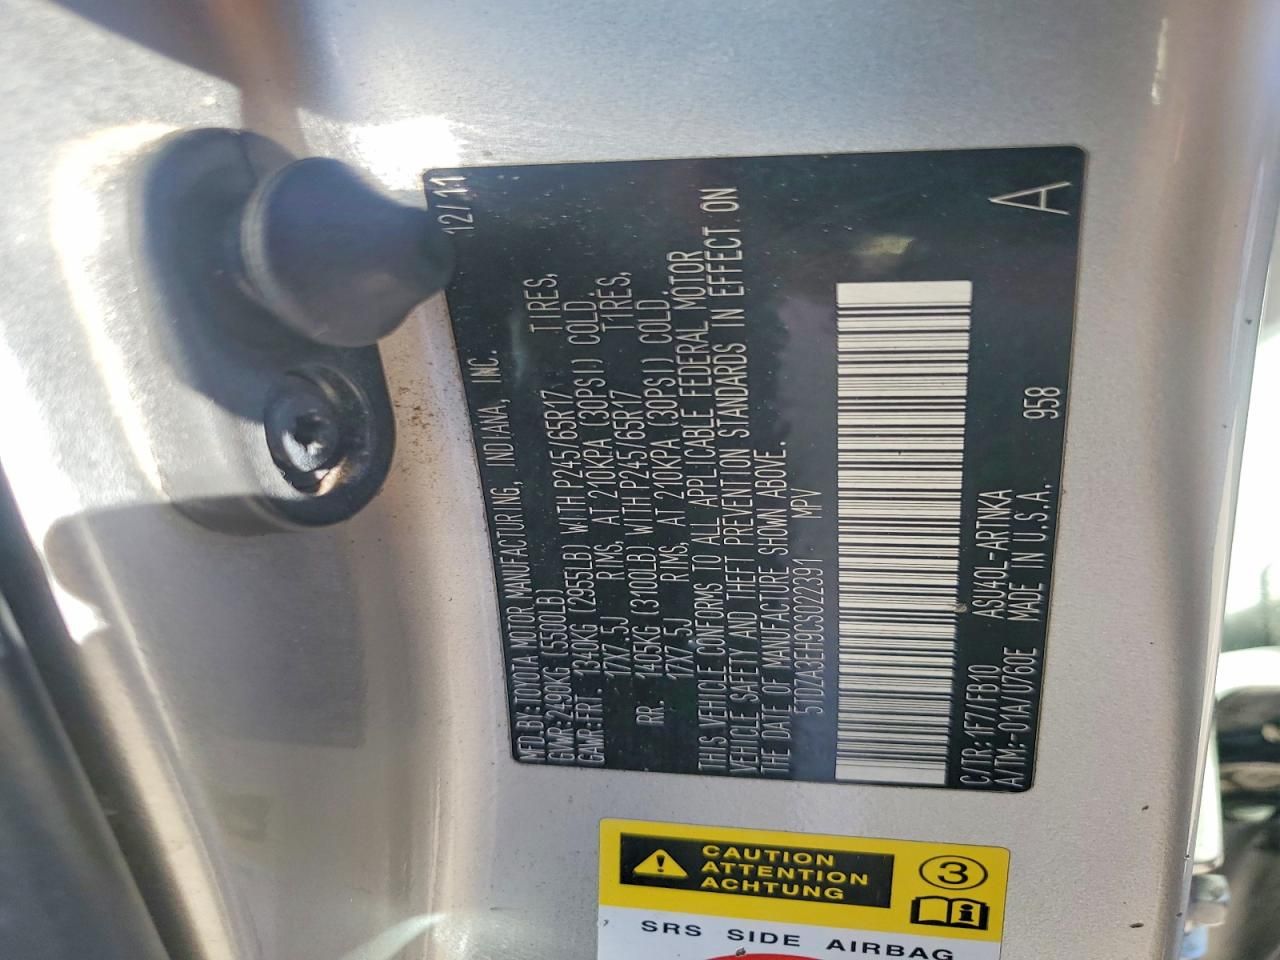 12/11
MFD.BY:TOYOTA MOTOR MANUFACTURING, INDIANA, INC.
GVWR:2490KG (5500LB)
GAWR:FRT. 1340KG (2955LB) WITH P245/65R17 TIRES,
17X7.5J RIMS, AT 210KPA (30PSI) COLD.
RR. 1405KG (3100LB) WITH P245/65R17 TIRES,
17X7.5J RIMS, AT 210KPA (30PSI) COLD.
THIS VEHICLE CONFORMS TO ALL APPLICABLE FEDERAL MOTOR
VEHICLE SAFETY AND THEFT PREVENTION STANDARDS IN EFFECT ON
THE DATE OF MANUFACTURE SHOWN ABOVE.
5TDZA3EH9CS022391 MPV
C/TR:1F7/FB10 ASU40L-ARTNKA
A/TM:-01A/U760E MADE IN U.S.A. 958
A
CAUTION
ATTENTION
ACHTUNG
3
SRS SIDE AIRBAG